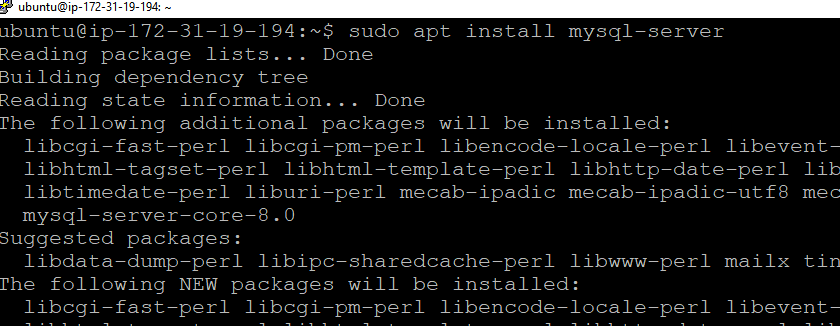 ubuntu@ip-172-31-19-194: ~
ubuntu@ip-172-31-19-194:~$ sudo apt install mysql-server
Reading package lists... Done
Building dependency tree
Reading state information... Done
The following additional packages will be installed:
libcgi-fast-perl libcgi-pm-perl libencode-locale-perl libevent-
libhtml-tagset-perl libhtml-template-perl libhttp-date-perl lib
libtimedate-perl liburi-perl mecab-ipadic mecab-ipadic-utf8 mec
mysql-server-core-8.0
Suggested packages:
libdata-dump-perl libipc-sharedcache-perl libwww-perl mailx tin
The following NEW packages will be installed:
libcgi-fast-perl libcgi-pm-perl libencode-locale-perl libevent-